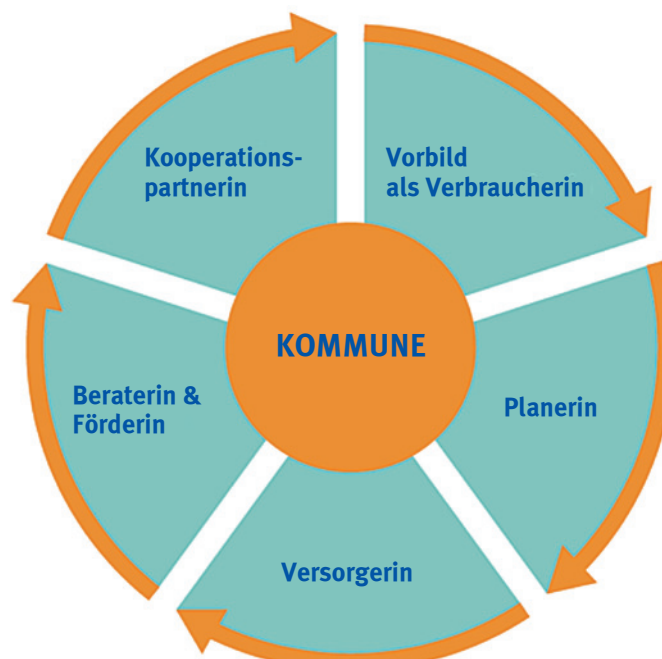 Kooperations-
partnerin
Vorbild
als Verbraucherin
KOMMUNE
Beraterin &
Förderin
Planerin
Versorgerin